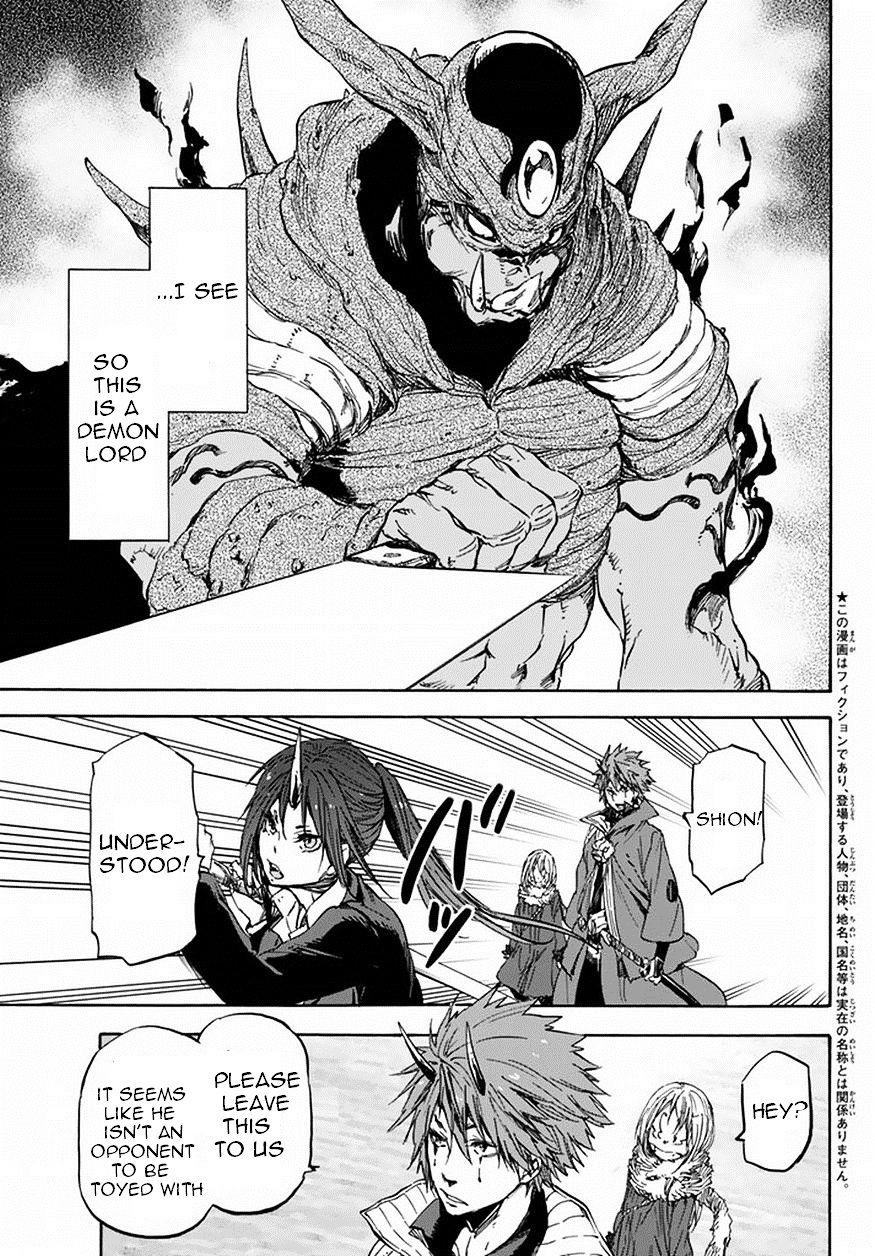 ...I SEE
SO
THIS
IS A
DEMON
LORD
SHION!
UNDER-
STOOD!
HEY?
PLEASE
LEAVE
THIS
TO US
IT SEEMS
LIKE HE
ISN'T AN
OPPONENT
TO BE
TOYED WITH
★この漫画はフィクションであり、登場する人物、団体、地名、国名等は実在の名称とは関係ありません。